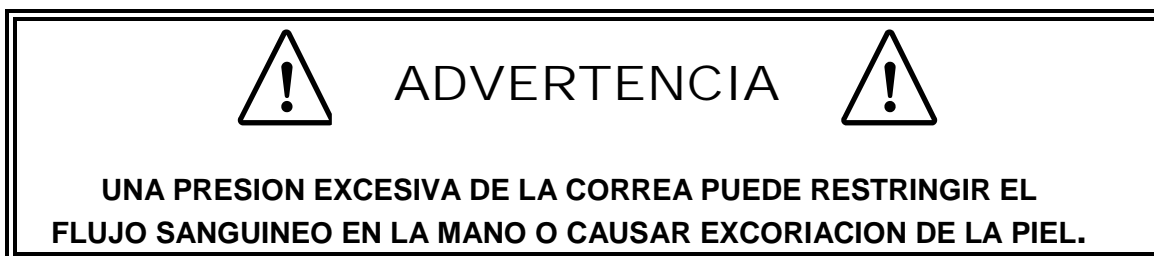 ADVERTENCIA
UNA PRESION EXCESIVA DE LA CORREA PUEDE RESTRINGIR EL
FLUJO SANGUINEO EN LA MANO O CAUSAR EXCORIACION DE LA PIEL.